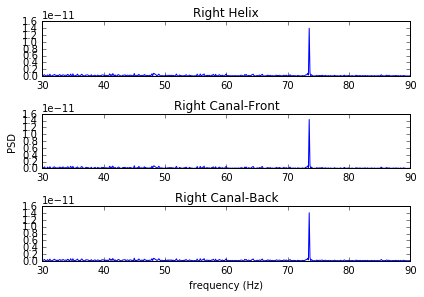 Right Helix
1e−11
1.6
1.4
1.2
1.0
0.8
0.6
0.4
0.2
0.0
30 40 50 60 70 80 90
Right Canal-Front
1e−11
1.6
1.4
1.2
1.0
0.8
0.6
0.4
0.2
0.0
PSD
30 40 50 60 70 80 90
Right Canal-Back
1e−11
1.6
1.4
1.2
1.0
0.8
0.6
0.4
0.2
0.0
30 40 50 60 70 80 90
frequency (Hz)